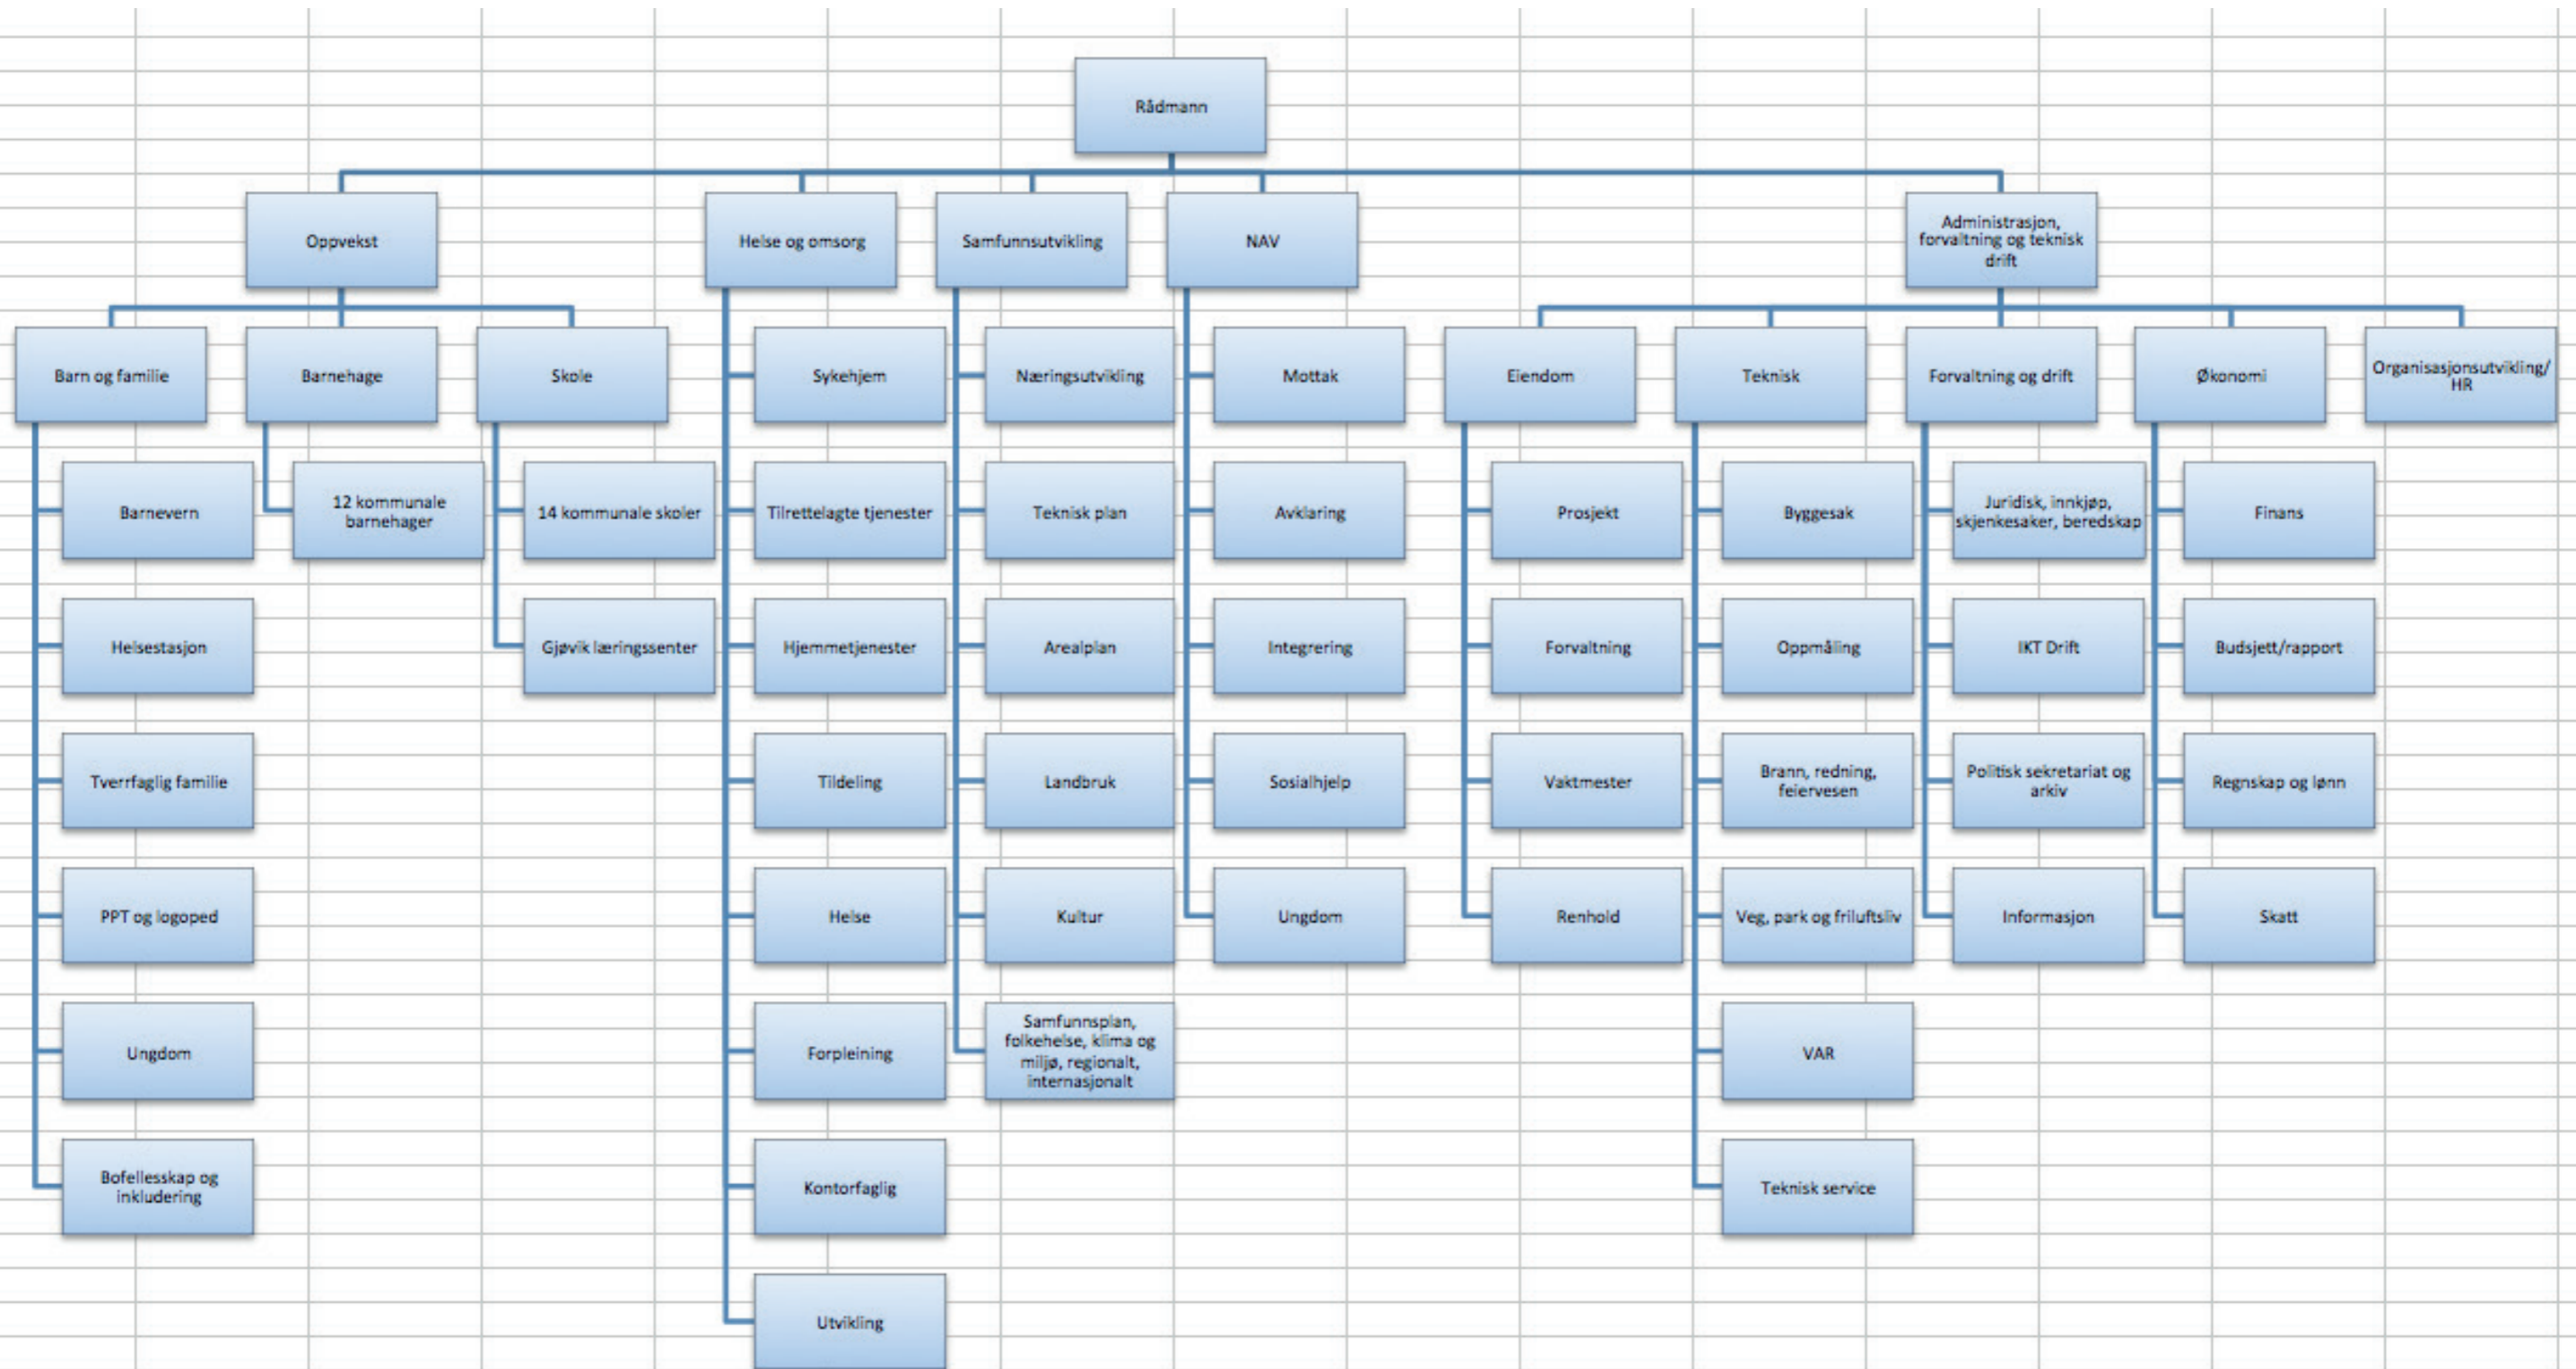 Rådmann
Oppvekst
Helse og omsorg
Samfunnsutvikling
NAV
Administrasjon,
forvaltning og teknisk
drift
Barn og familie
Barnehage
Skole
Sykehjem
Næringsutvikling
Mottak
Eiendom
Teknisk
Forvaltning og drift
Økonomi
Organisasjonsutvikling/
HR
Barnevern
12 kommunale
barnehager
14 kommunale skoler
Tilrettelagte tjenester
Teknisk plan
Avklaring
Prosjekt
Byggesak
Juridisk, innkjøp,
skjenkesaker, beredskap
Finans
Helsestasjon
Gjøvik læringssenter
Hjemmetjenester
Arealplan
Integrering
Forvaltning
Oppmåling
IKT Drift
Budsjett/rapport
Tverrfaglig familie
Tildeling
Landbruk
Sosialhjelp
Vaktmester
Brann, redning,
feiervesen
Politisk sekretariat og
arkiv
Regnskap og lønn
PPT og logoped
Helse
Kultur
Ungdom
Renhold
Veg, park og friluftsliv
Informasjon
Skatt
Ungdom
Forpleining
Samfunnsplan,
folkehelse, klima og
miljø, regionalt,
internasjonalt
VAR
Bofellesskap og
inkludering
Kontorfaglig
Teknisk service
Utvikling